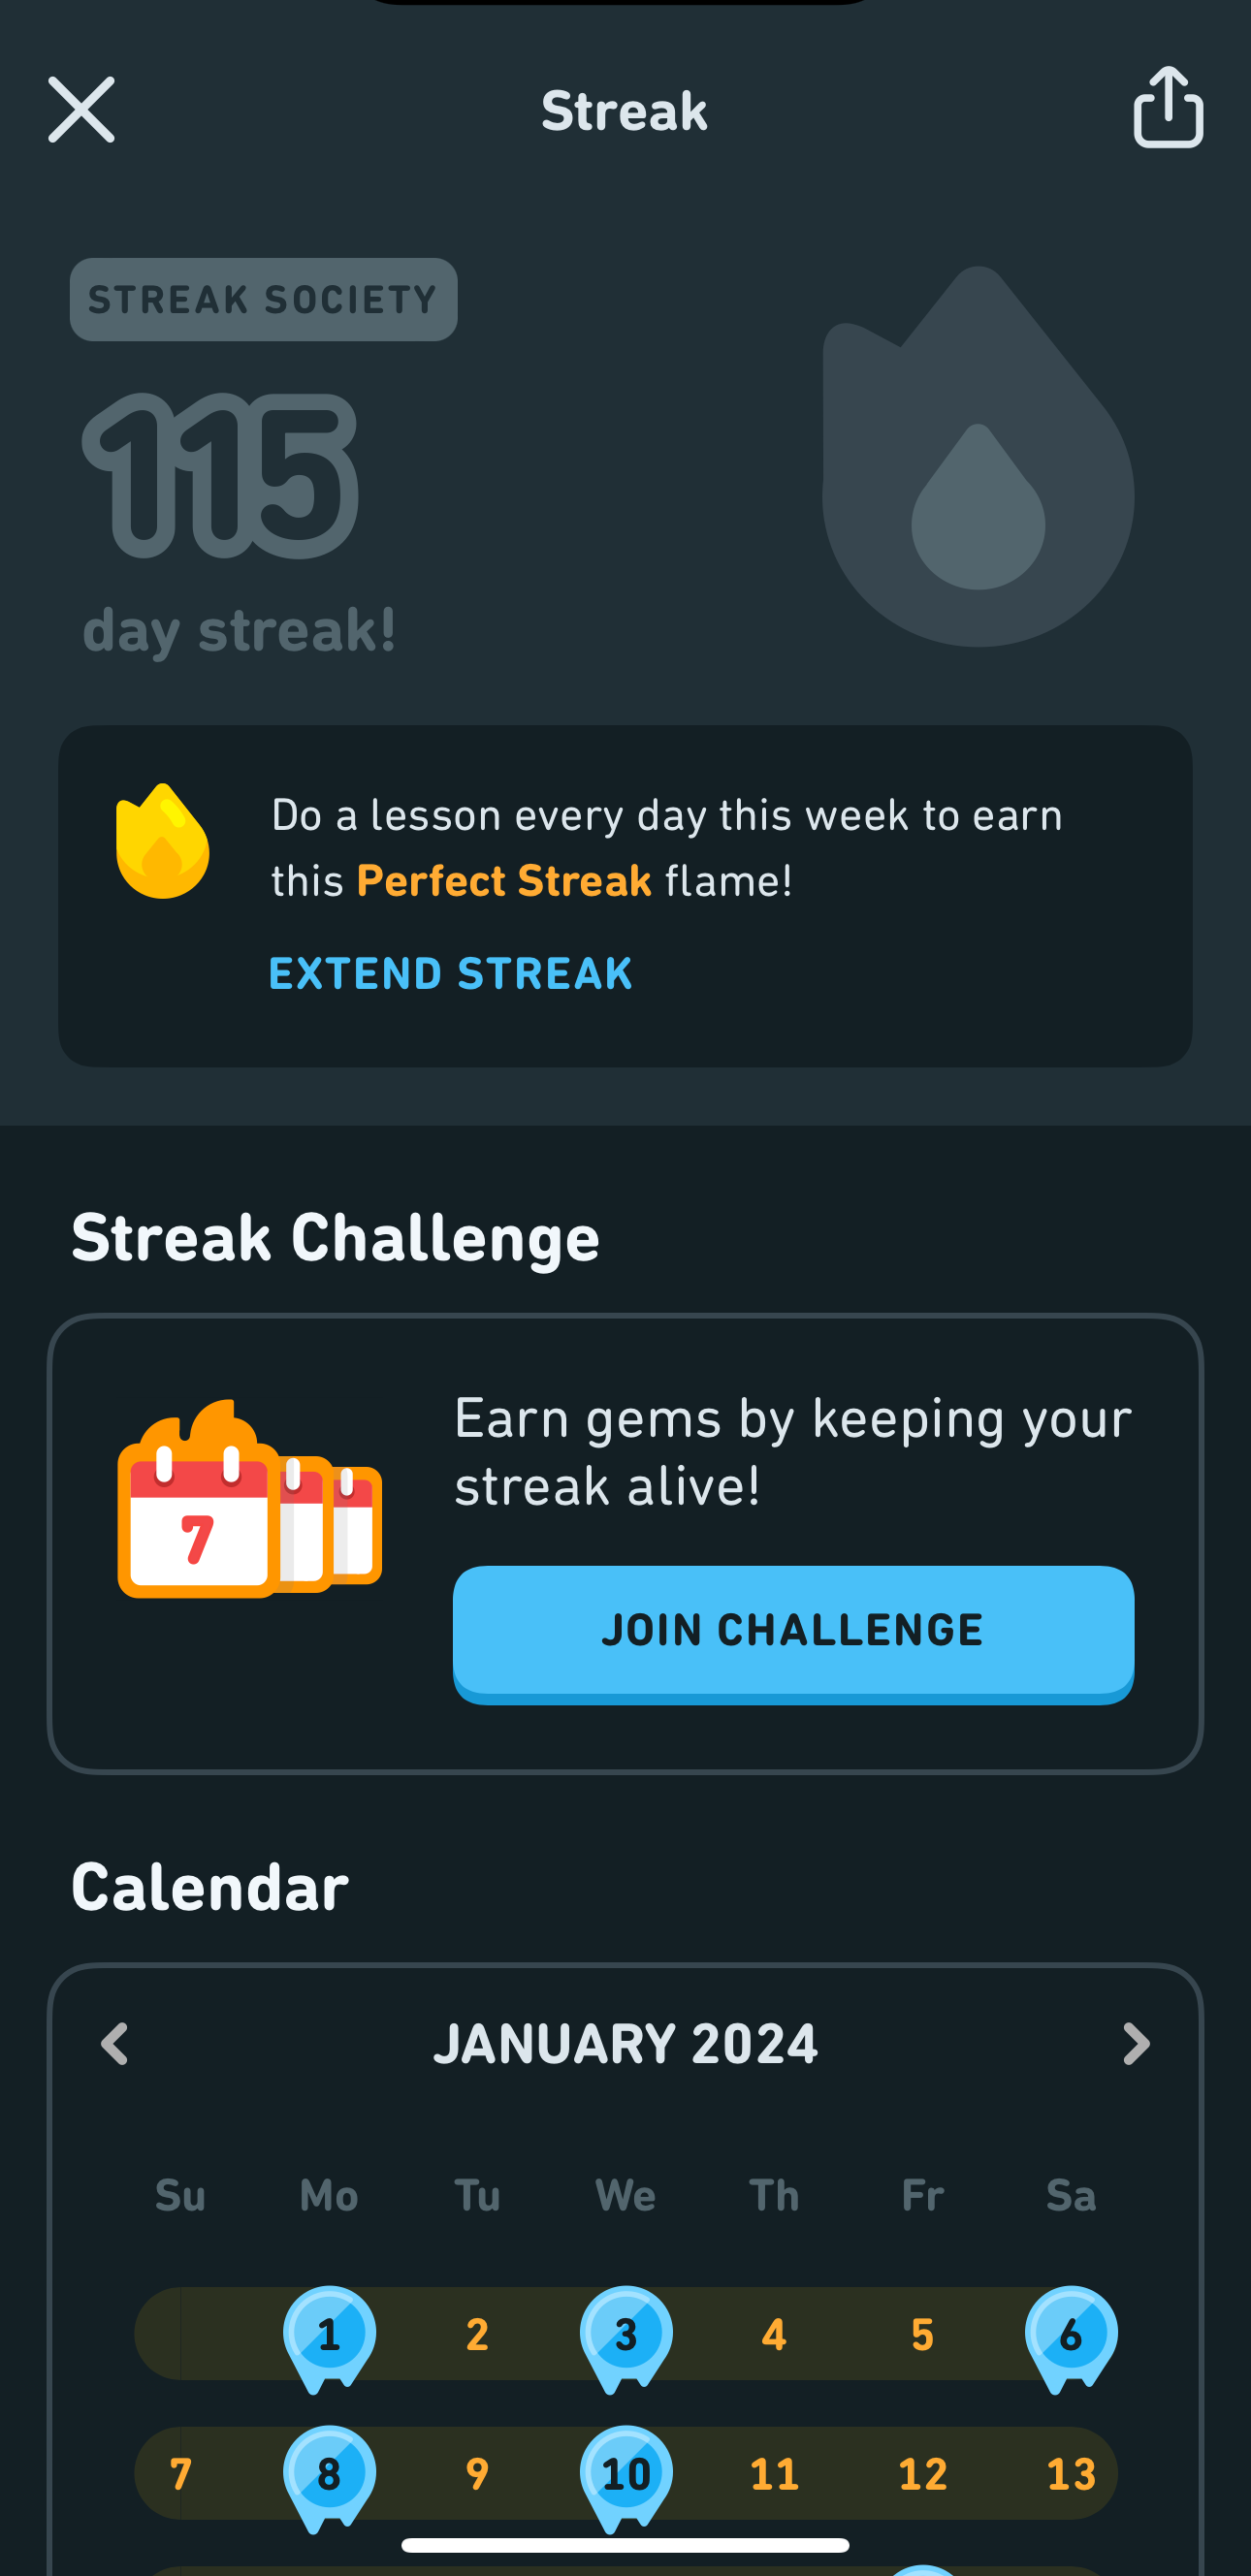 Streak
STREAK SOCIETY
115
day streak!
Do a lesson every day this week to earn
this Perfect Streak flame!
EXTEND STREAK
Streak Challenge
7
Earn gems by keeping your
streak alive!
JOIN CHALLENGE
Calendar
JANUARY 2024
Su Mo Tu We Th Fr Sa
1 2 3 4 5 6
7 8 9 10 11 12 13